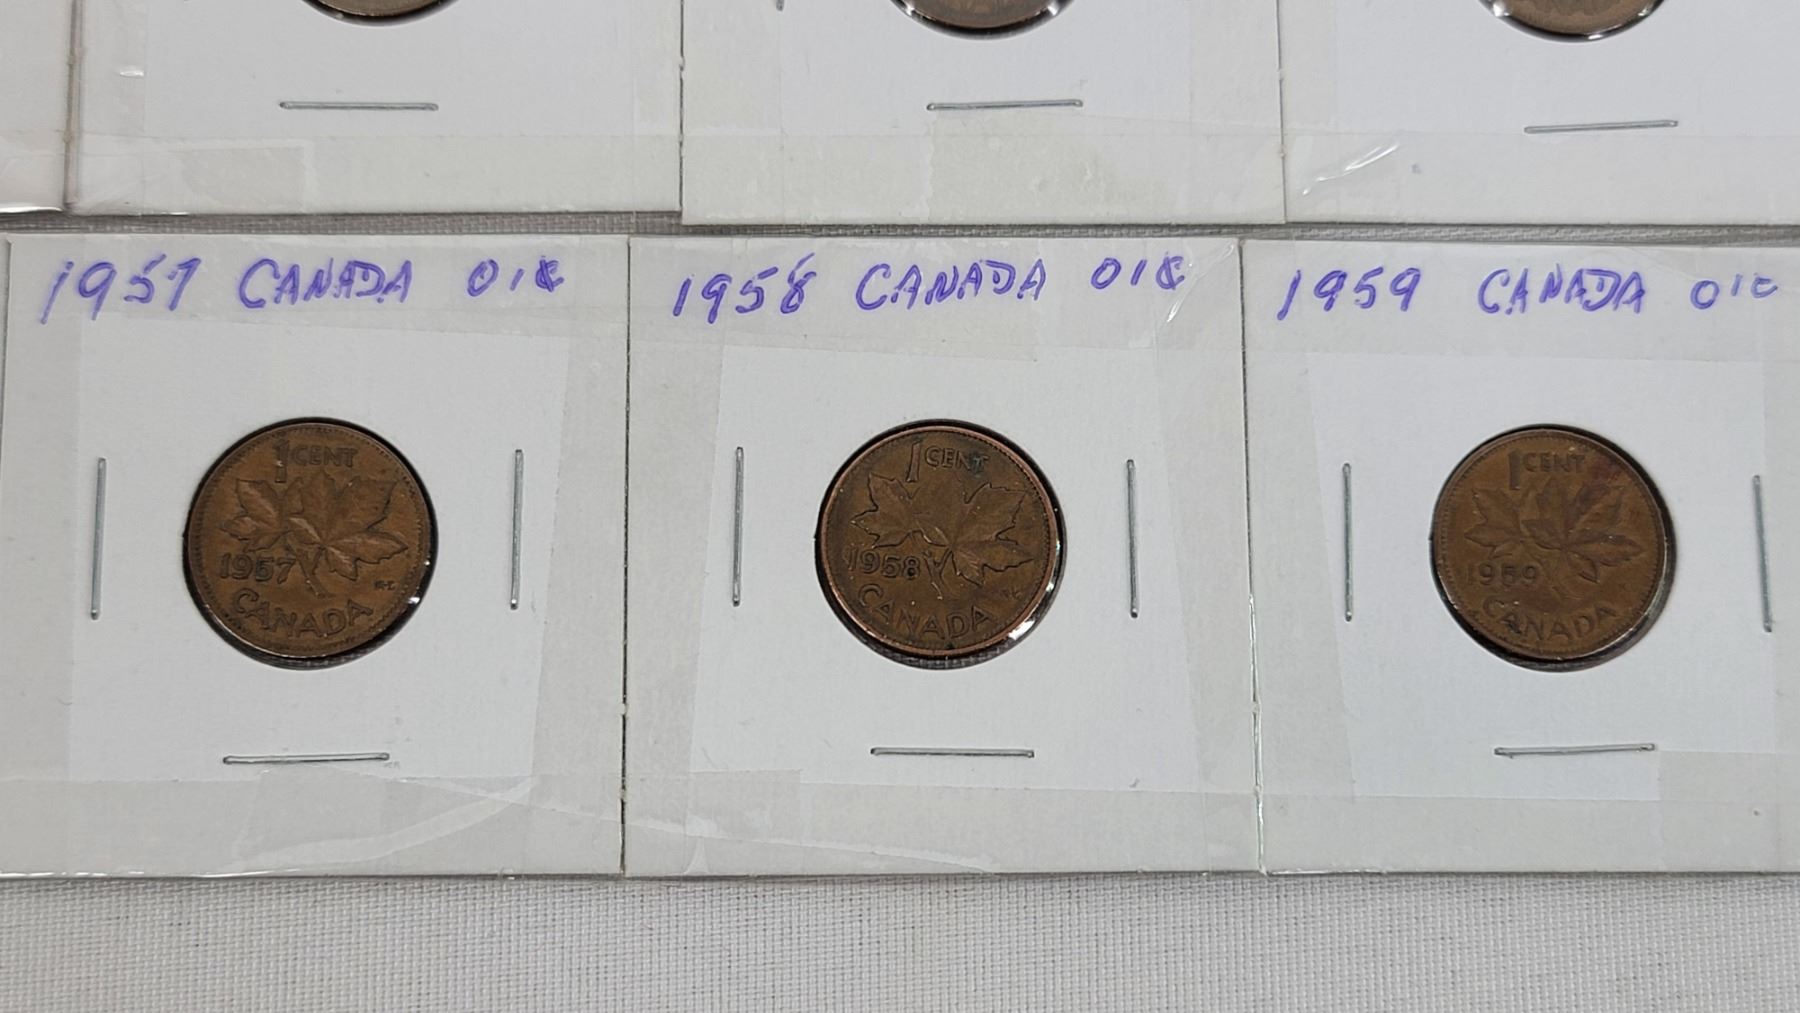 1957 CANADA 01¢
1958 CANADA 01¢
1959 CANADA 01¢
1 CENT
1957
CANADA
1 CENT
1958
CANADA
1 CENT
1959
CANADA